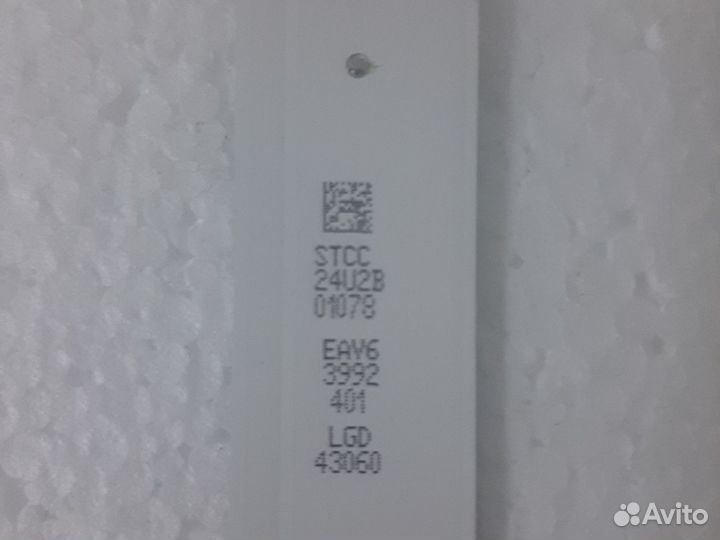 STCC
24U2B
01078
EAV6
3992
401
LGD
43060
Avito